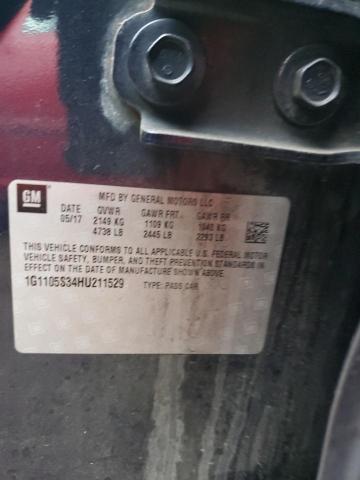 GM
MFD BY GENERAL MOTORS LLC
DATE GVWR GAWR FRT GAWR RR
05/17 2149 KG 1109 KG 1040 KG
4738 LB 2445 LB 2293 LB
THIS VEHICLE CONFORMS TO ALL APPLICABLE U.S. FEDERAL MOTOR
VEHICLE SAFETY, BUMPER, AND THEFT PREVENTION STANDARDS IN
EFFECT ON THE DATE OF MANUFACTURE SHOWN ABOVE.
1G1105S34HU211529 TYPE: PASS CAR